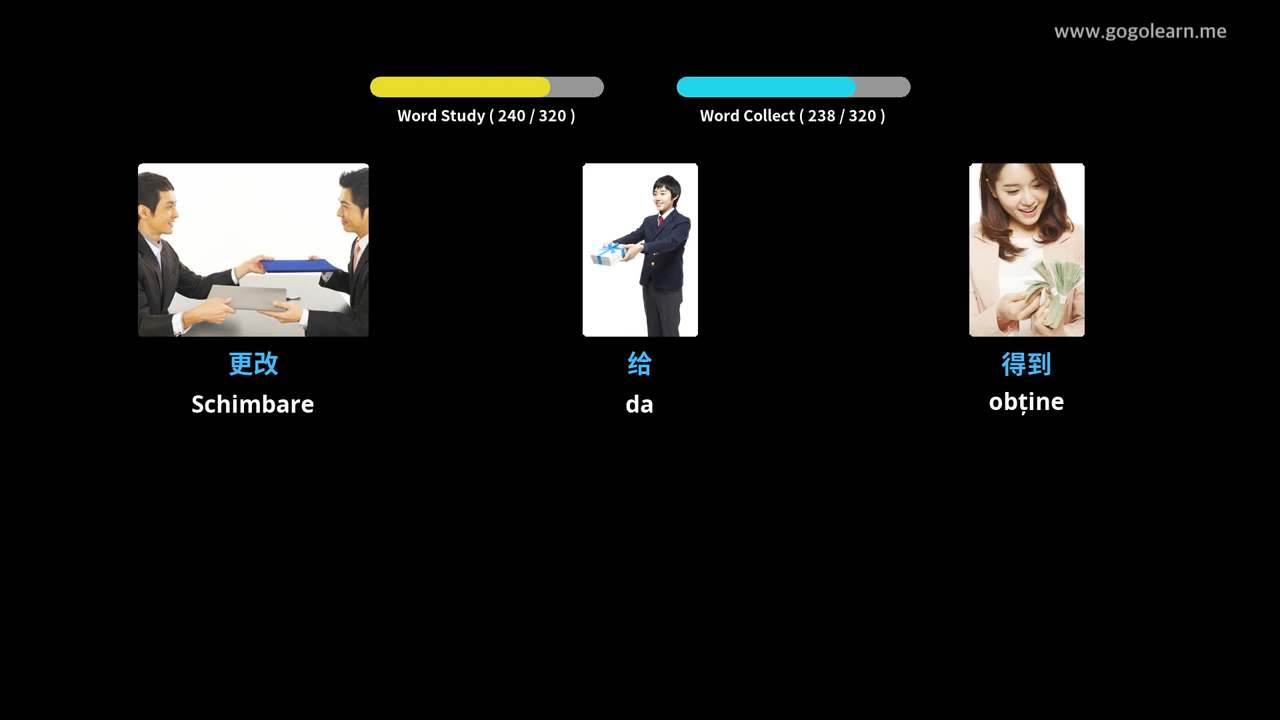 www.gogolearn.me
Word Study ( 240 / 320 )
Word Collect ( 238 / 320 )
更改
给
得到
Schimbare
da
obține